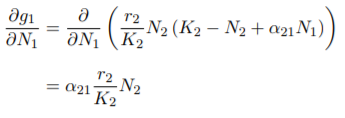 ∂g₁/∂N₁ = ∂/∂N₁ ( r₂/K₂ N₂ (K₂ − N₂ + α₂₁N₁) )
= α₂₁ r₂/K₂ N₂